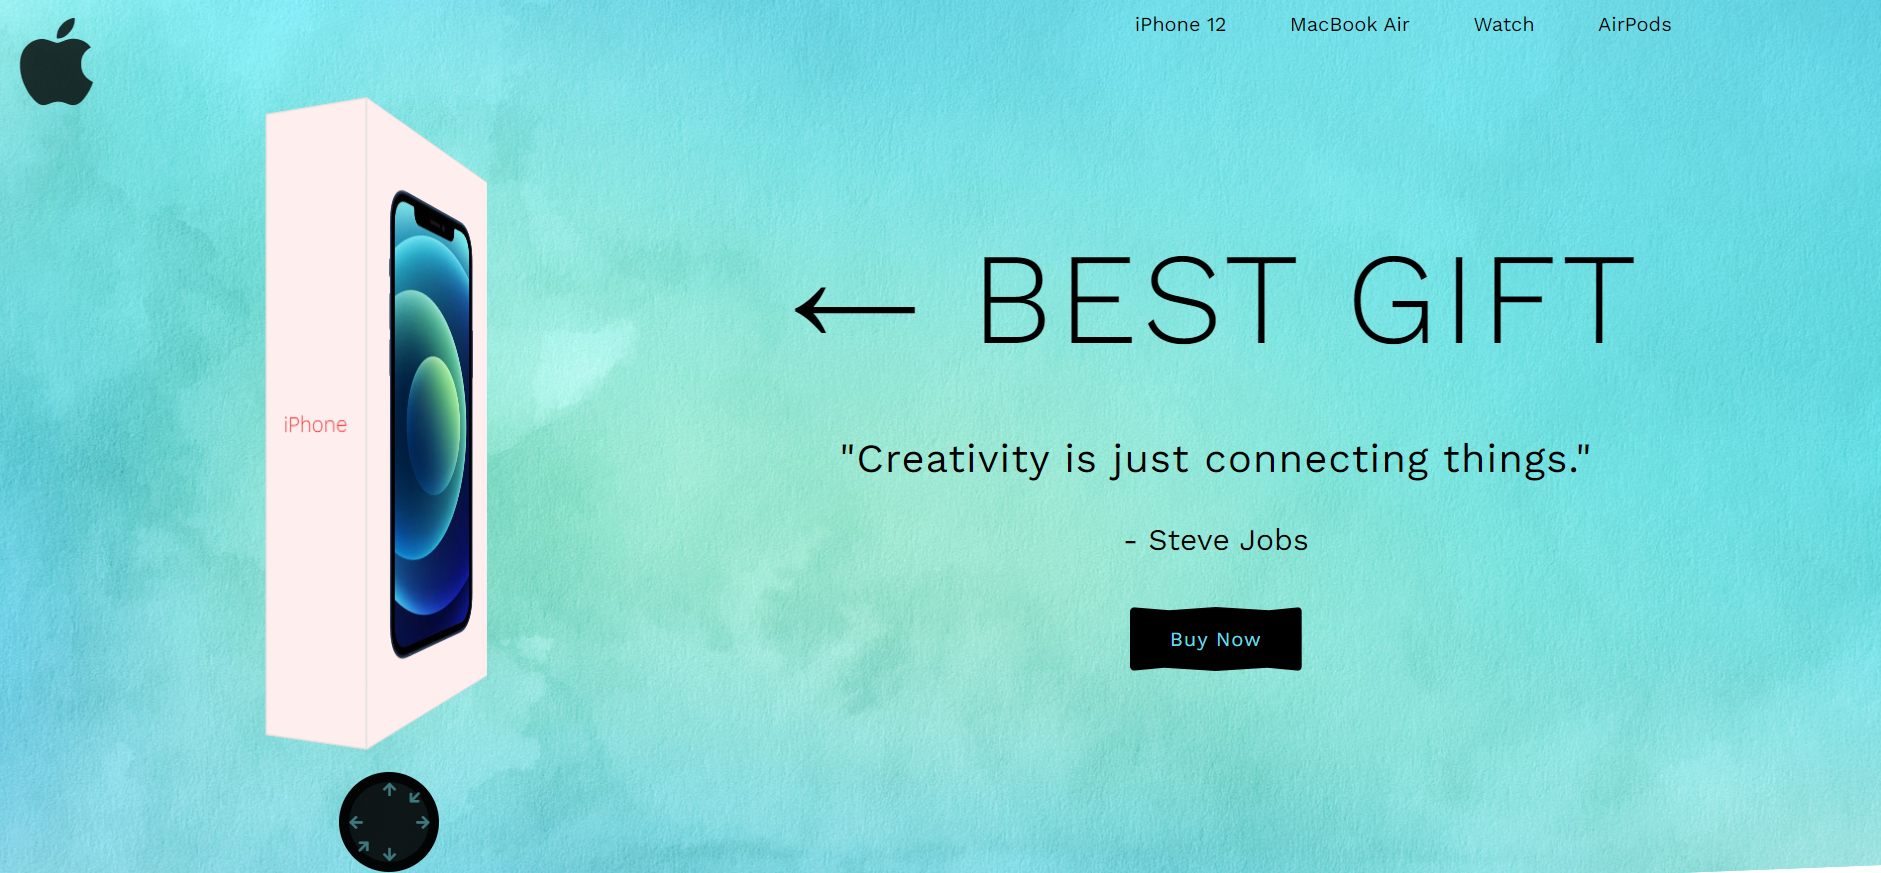 iPhone 12 MacBook Air Watch AirPods
← BEST GIFT
iPhone
"Creativity is just connecting things."
- Steve Jobs
Buy Now